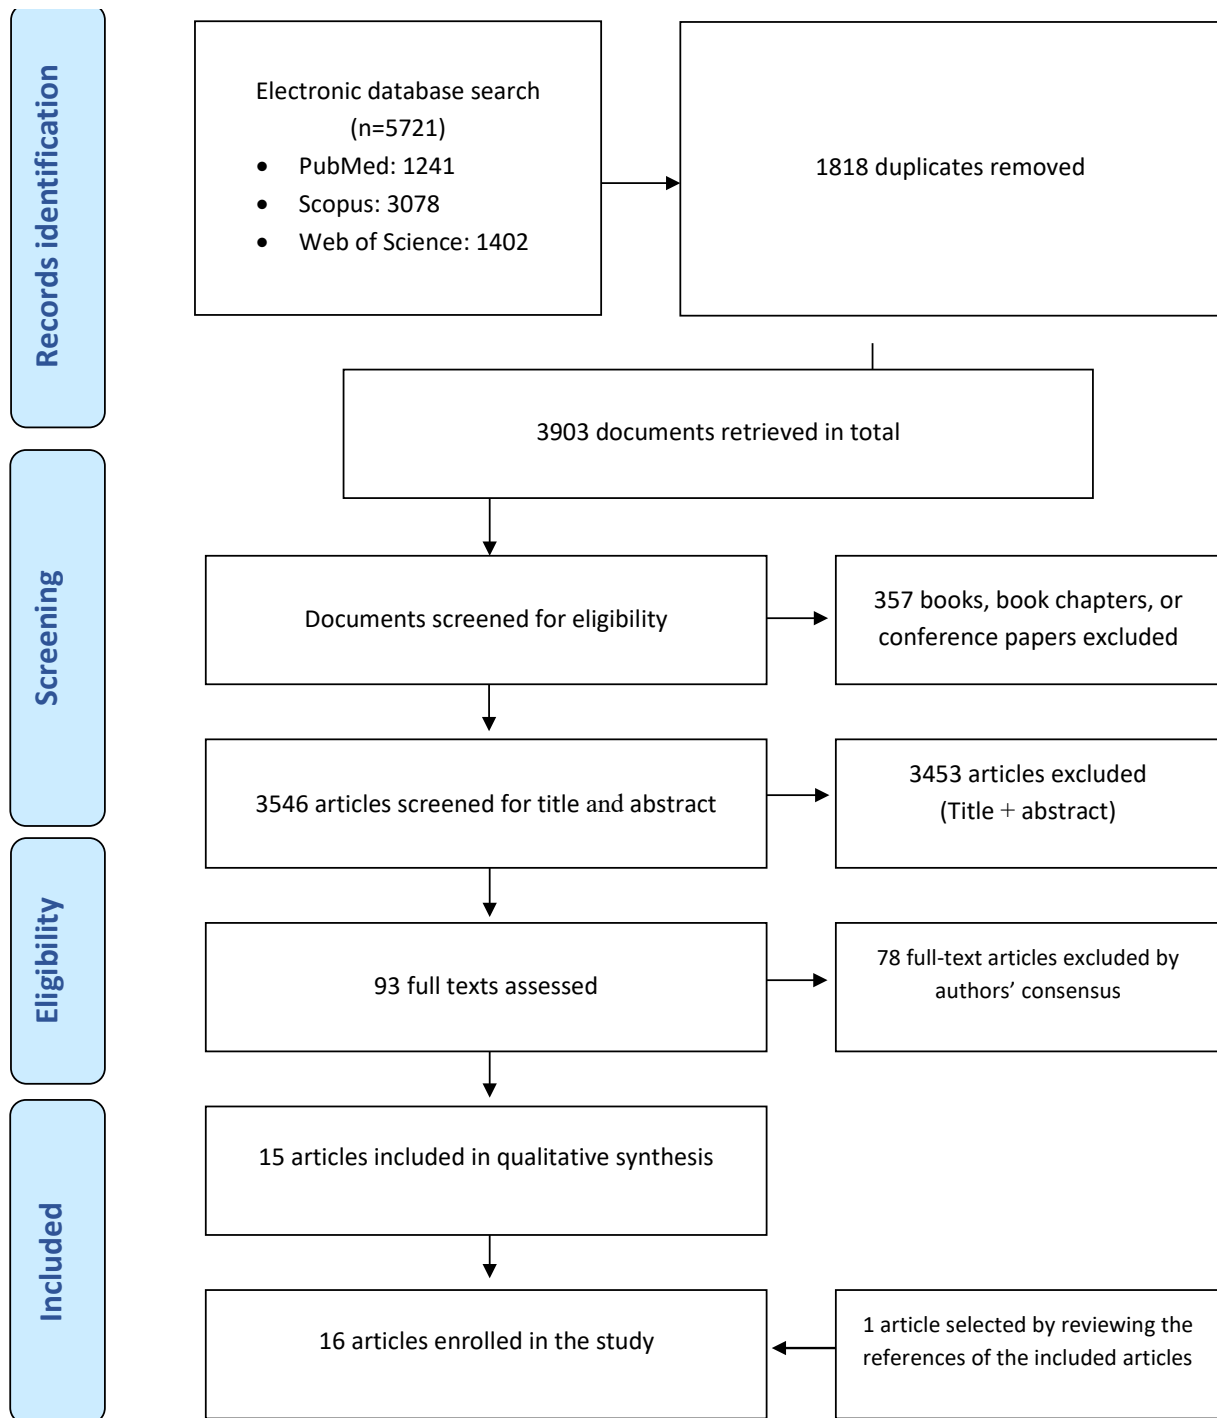 Records identification
Electronic database search
(n=5721)
• PubMed: 1241
• Scopus: 3078
• Web of Science: 1402
1818 duplicates removed
3903 documents retrieved in total
Screening
Documents screened for eligibility
357 books, book chapters, or
conference papers excluded
3546 articles screened for title and abstract
3453 articles excluded
(Title + abstract)
Eligibility
93 full texts assessed
78 full-text articles excluded by
authors’ consensus
Included
15 articles included in qualitative synthesis
16 articles enrolled in the study
1 article selected by reviewing the
references of the included articles